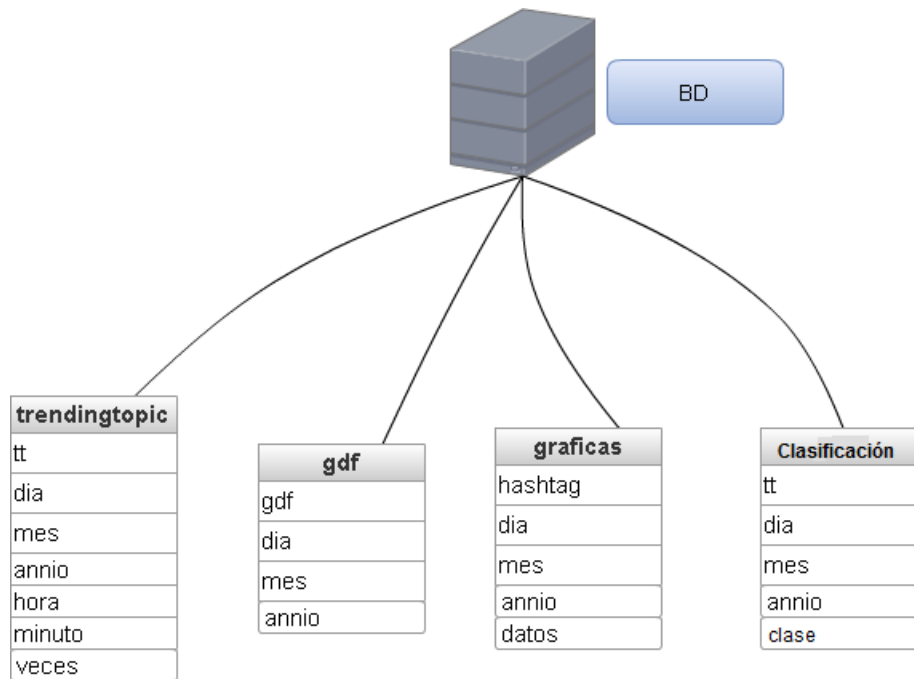 BD
trendingtopic
tt
dia
mes
annio
hora
minuto
veces
gdf
gdf
dia
mes
annio
graficas
hashtag
dia
mes
annio
datos
Clasificación
tt
dia
mes
annio
clase